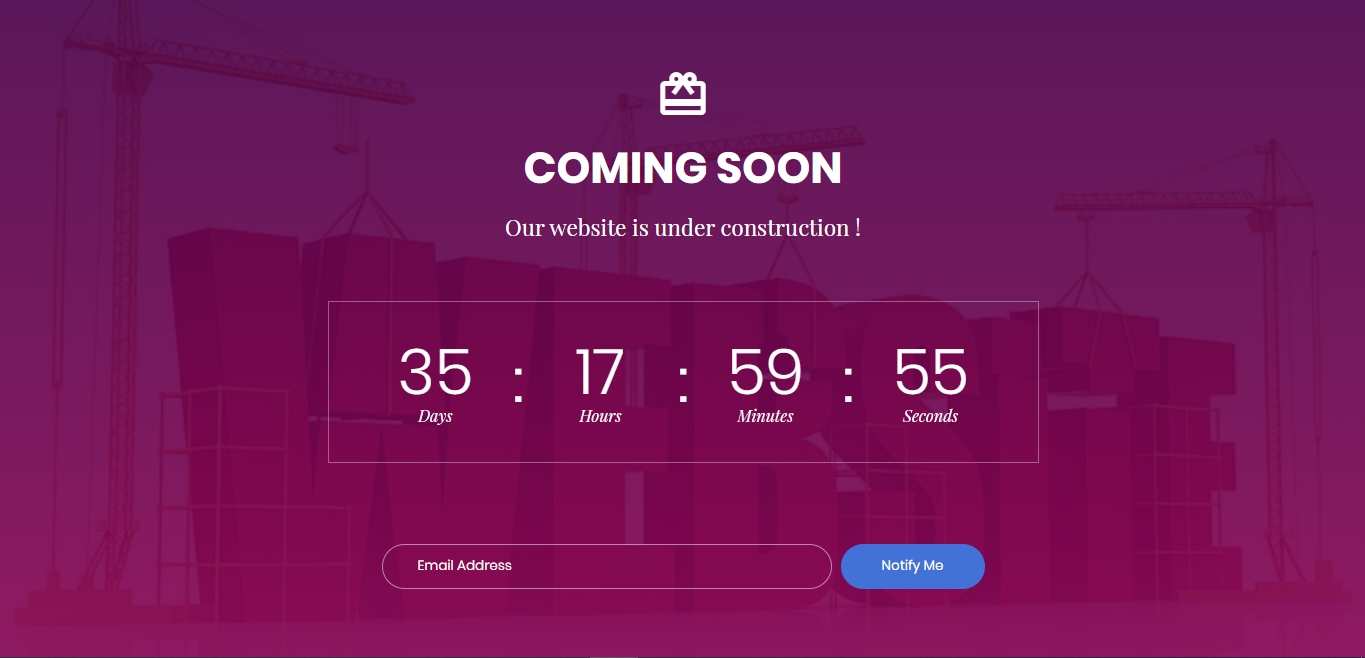 COMING SOON
Our website is under construction !
35 : 17 : 59 : 55
Days Hours Minutes Seconds
WEBSITE
Email Address Notify Me